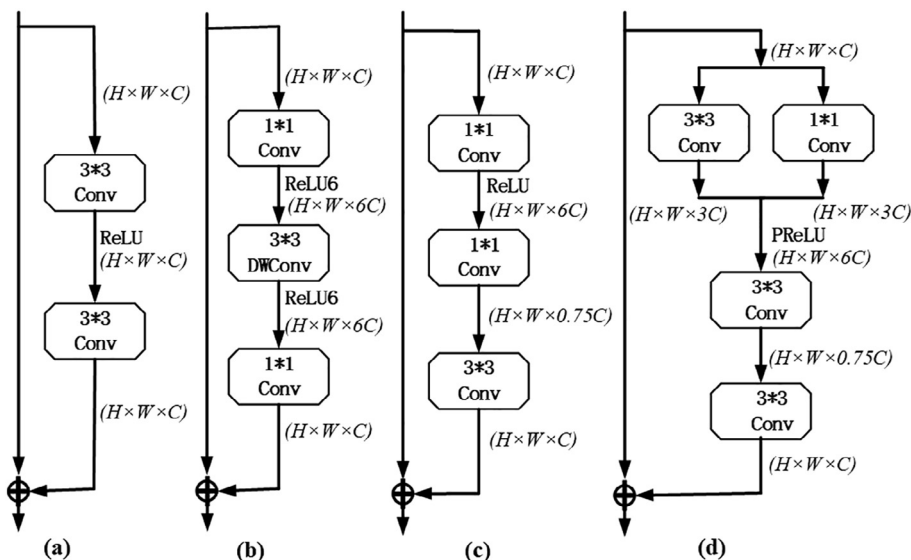 (H×W×C)
3*3
Conv
ReLU
(H×W×C)
3*3
Conv
(H×W×C)
(a)
(H×W×C)
1*1
Conv
ReLU6
(H×W×6C)
3*3
DWConv
ReLU6
(H×W×6C)
1*1
Conv
(H×W×C)
(b)
(H×W×C)
1*1
Conv
ReLU
(H×W×6C)
1*1
Conv
(H×W×0.75C)
3*3
Conv
(H×W×C)
(c)
(H×W×C)
3*3
Conv
1*1
Conv
(H×W×3C)
(H×W×3C)
PReLU
(H×W×6C)
3*3
Conv
(H×W×0.75C)
3*3
Conv
(H×W×C)
(d)